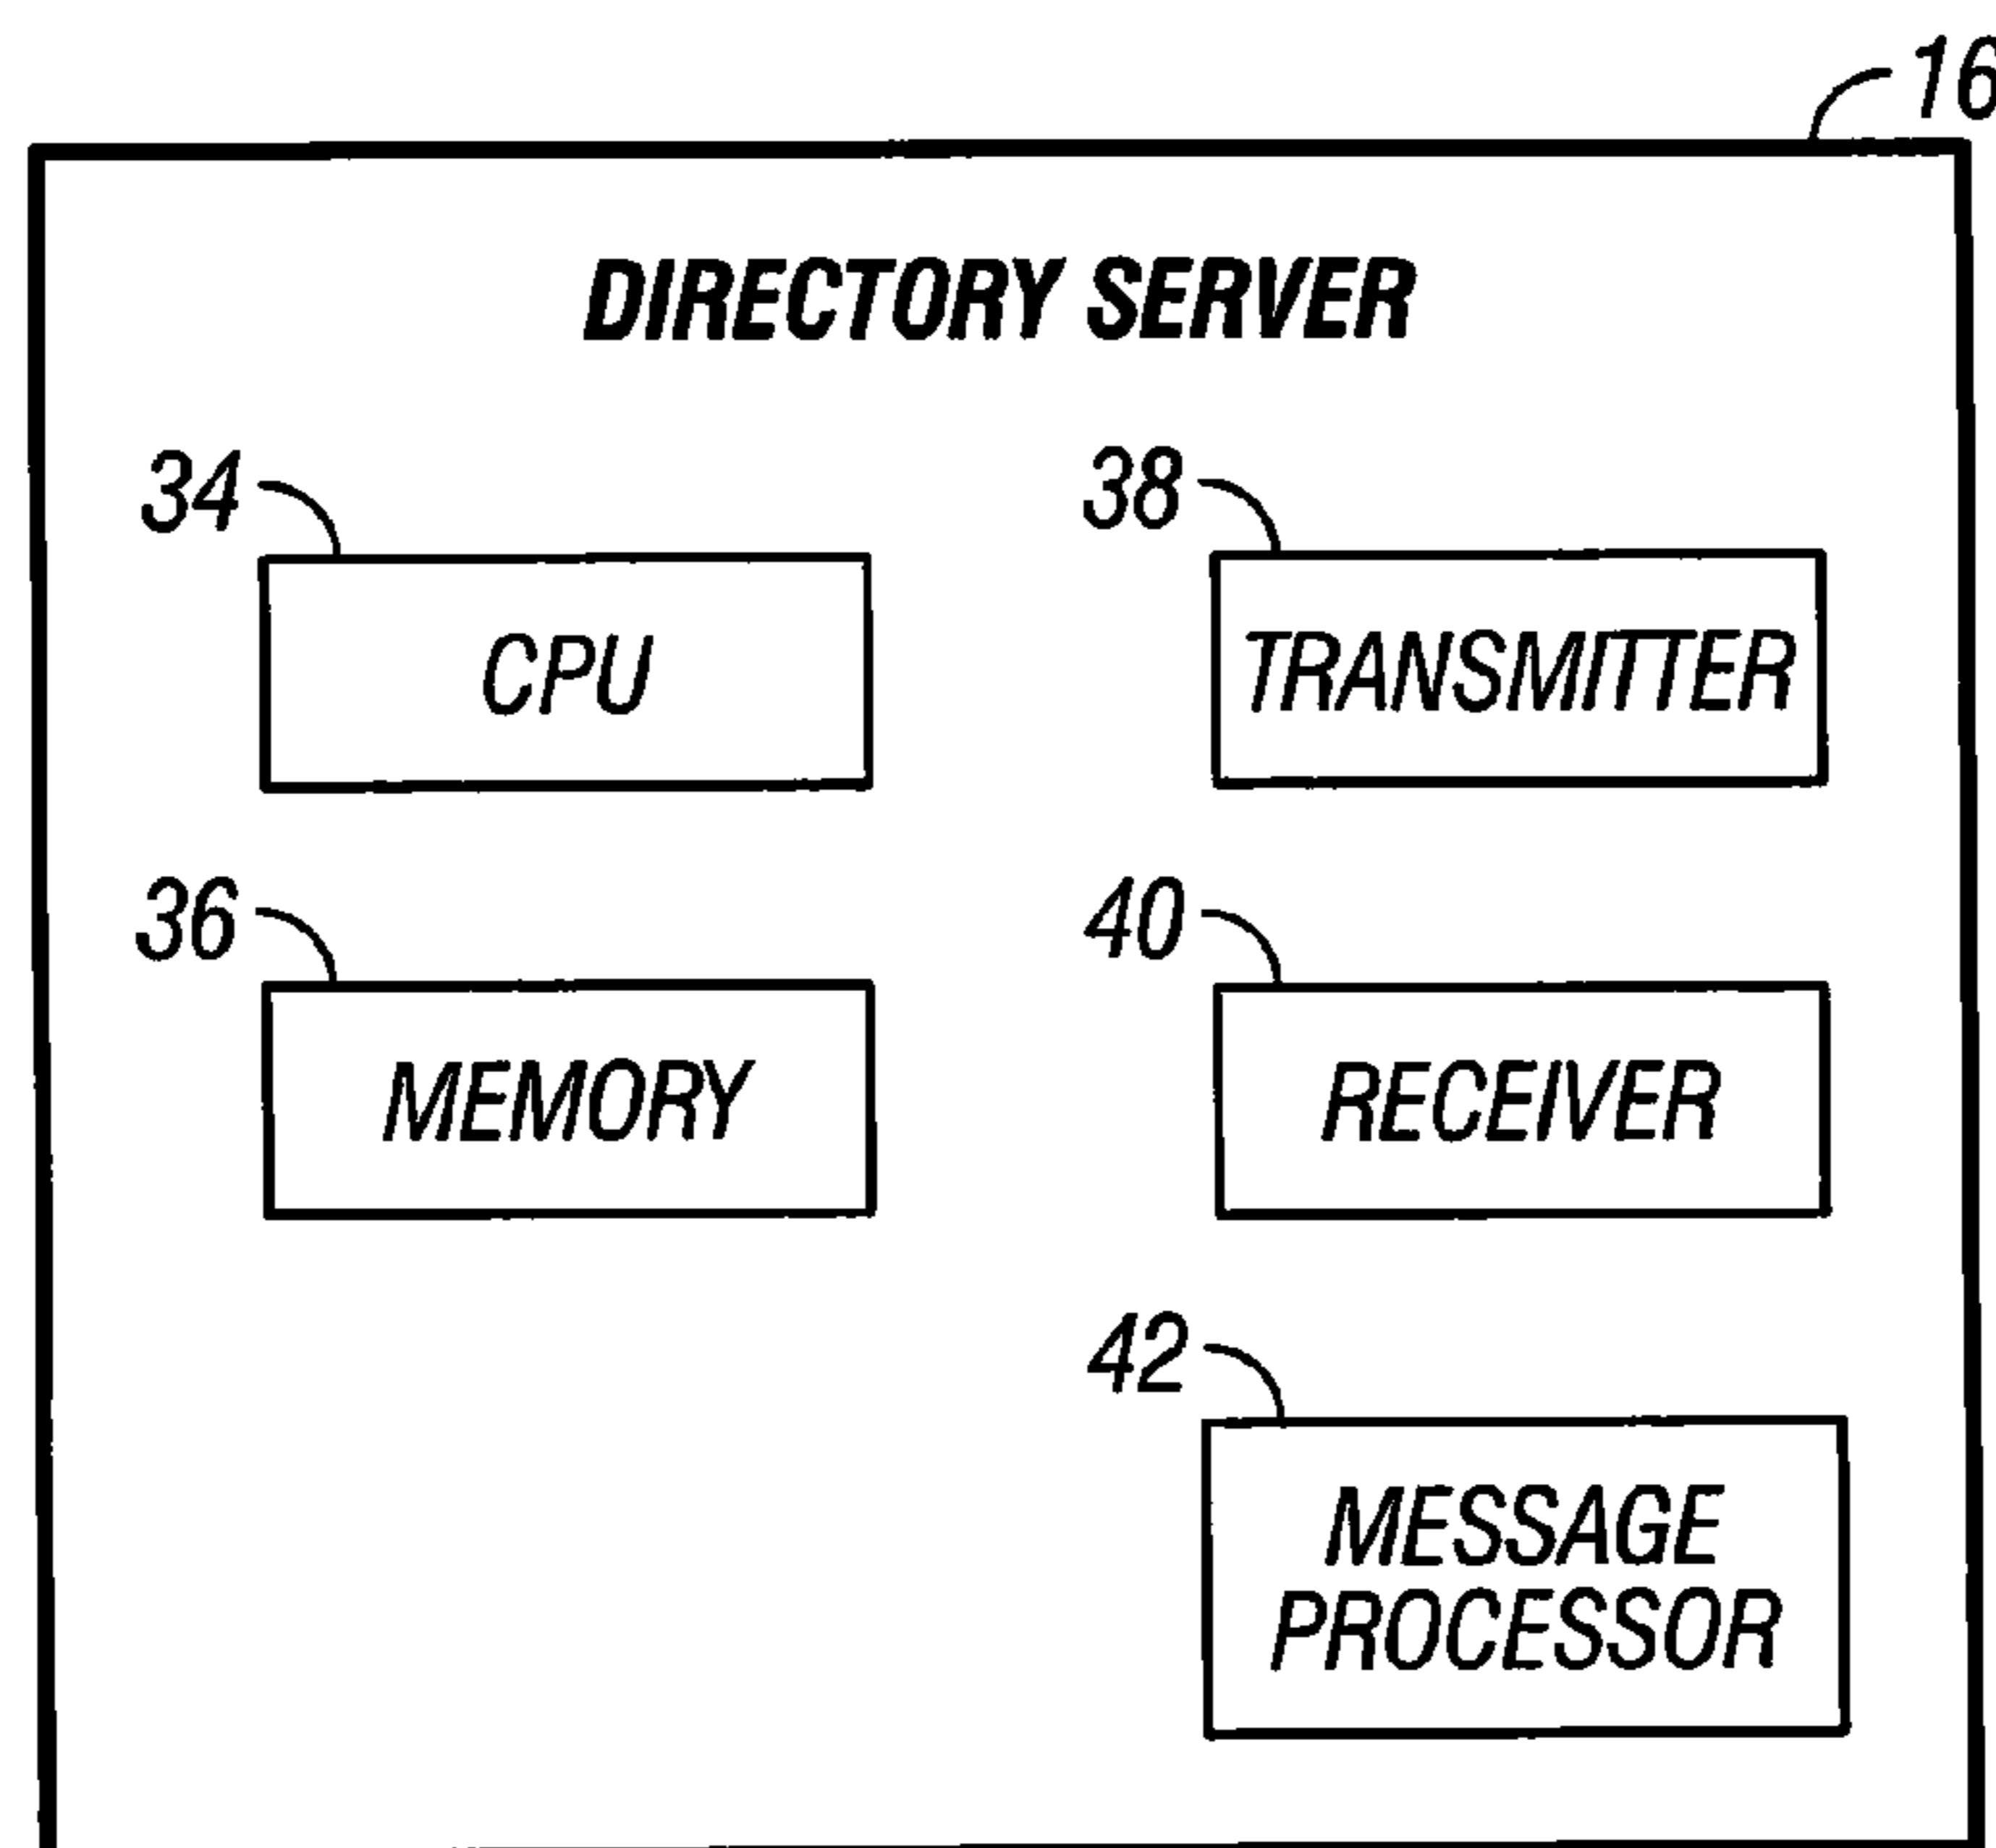 16
DIRECTORY SERVER
34
38
CPU
TRANSMITTER
36
40
MEMORY
RECEIVER
42
MESSAGE
PROCESSOR